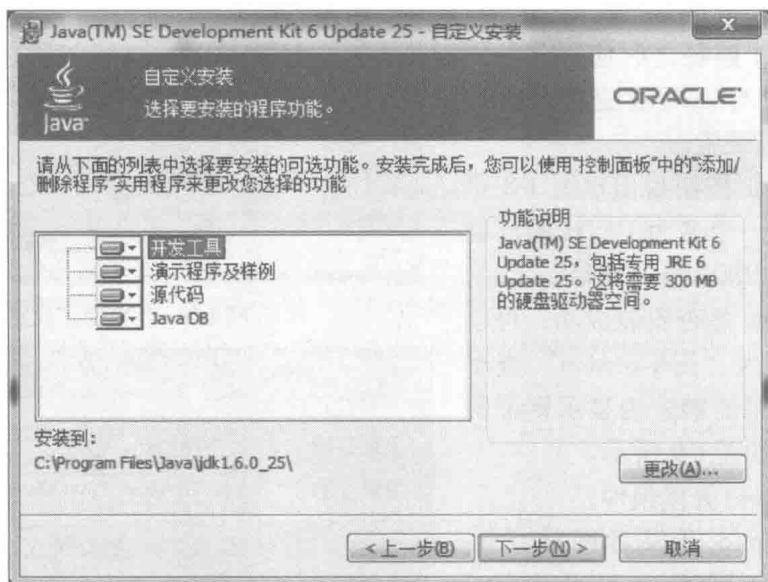 Java(TM) SE Development Kit 6 Update 25 - 自定义安装
X
Java
自定义安装
选择要安装的程序功能。
ORACLE
请从下面的列表中选择要安装的可选功能。安装完成后，您可以使用“控制面板”中的“添加/
删除程序”实用程序来更改您选择的功能
开发工具
演示程序及样例
源代码
Java DB
功能说明
Java(TM) SE Development Kit 6
Update 25，包括专用 JRE 6
Update 25。这将需要 300 MB
的硬盘驱动器空间。
安装到：
C:\Program Files\Java\jdk1.6.0_25\
更改(A)...
<上一步(B)
下一步(N) >
取消